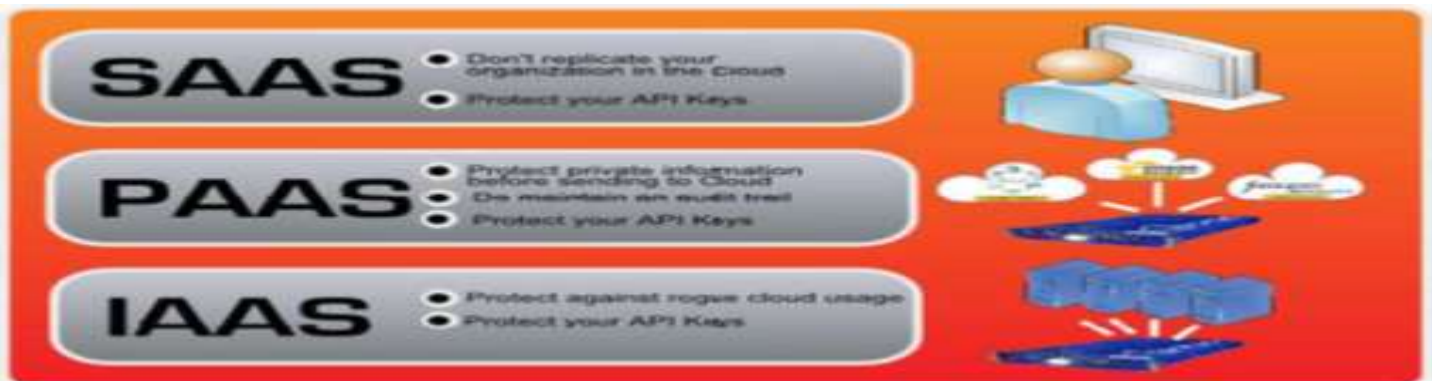 SAAS
Don't replicate your
organization in the Cloud
Protect your API Keys
PAAS
Protect private information
before sending to Cloud
Do maintain an audit trail
Protect your API Keys
IAAS
Protect against rogue cloud usage
Protect your API Keys